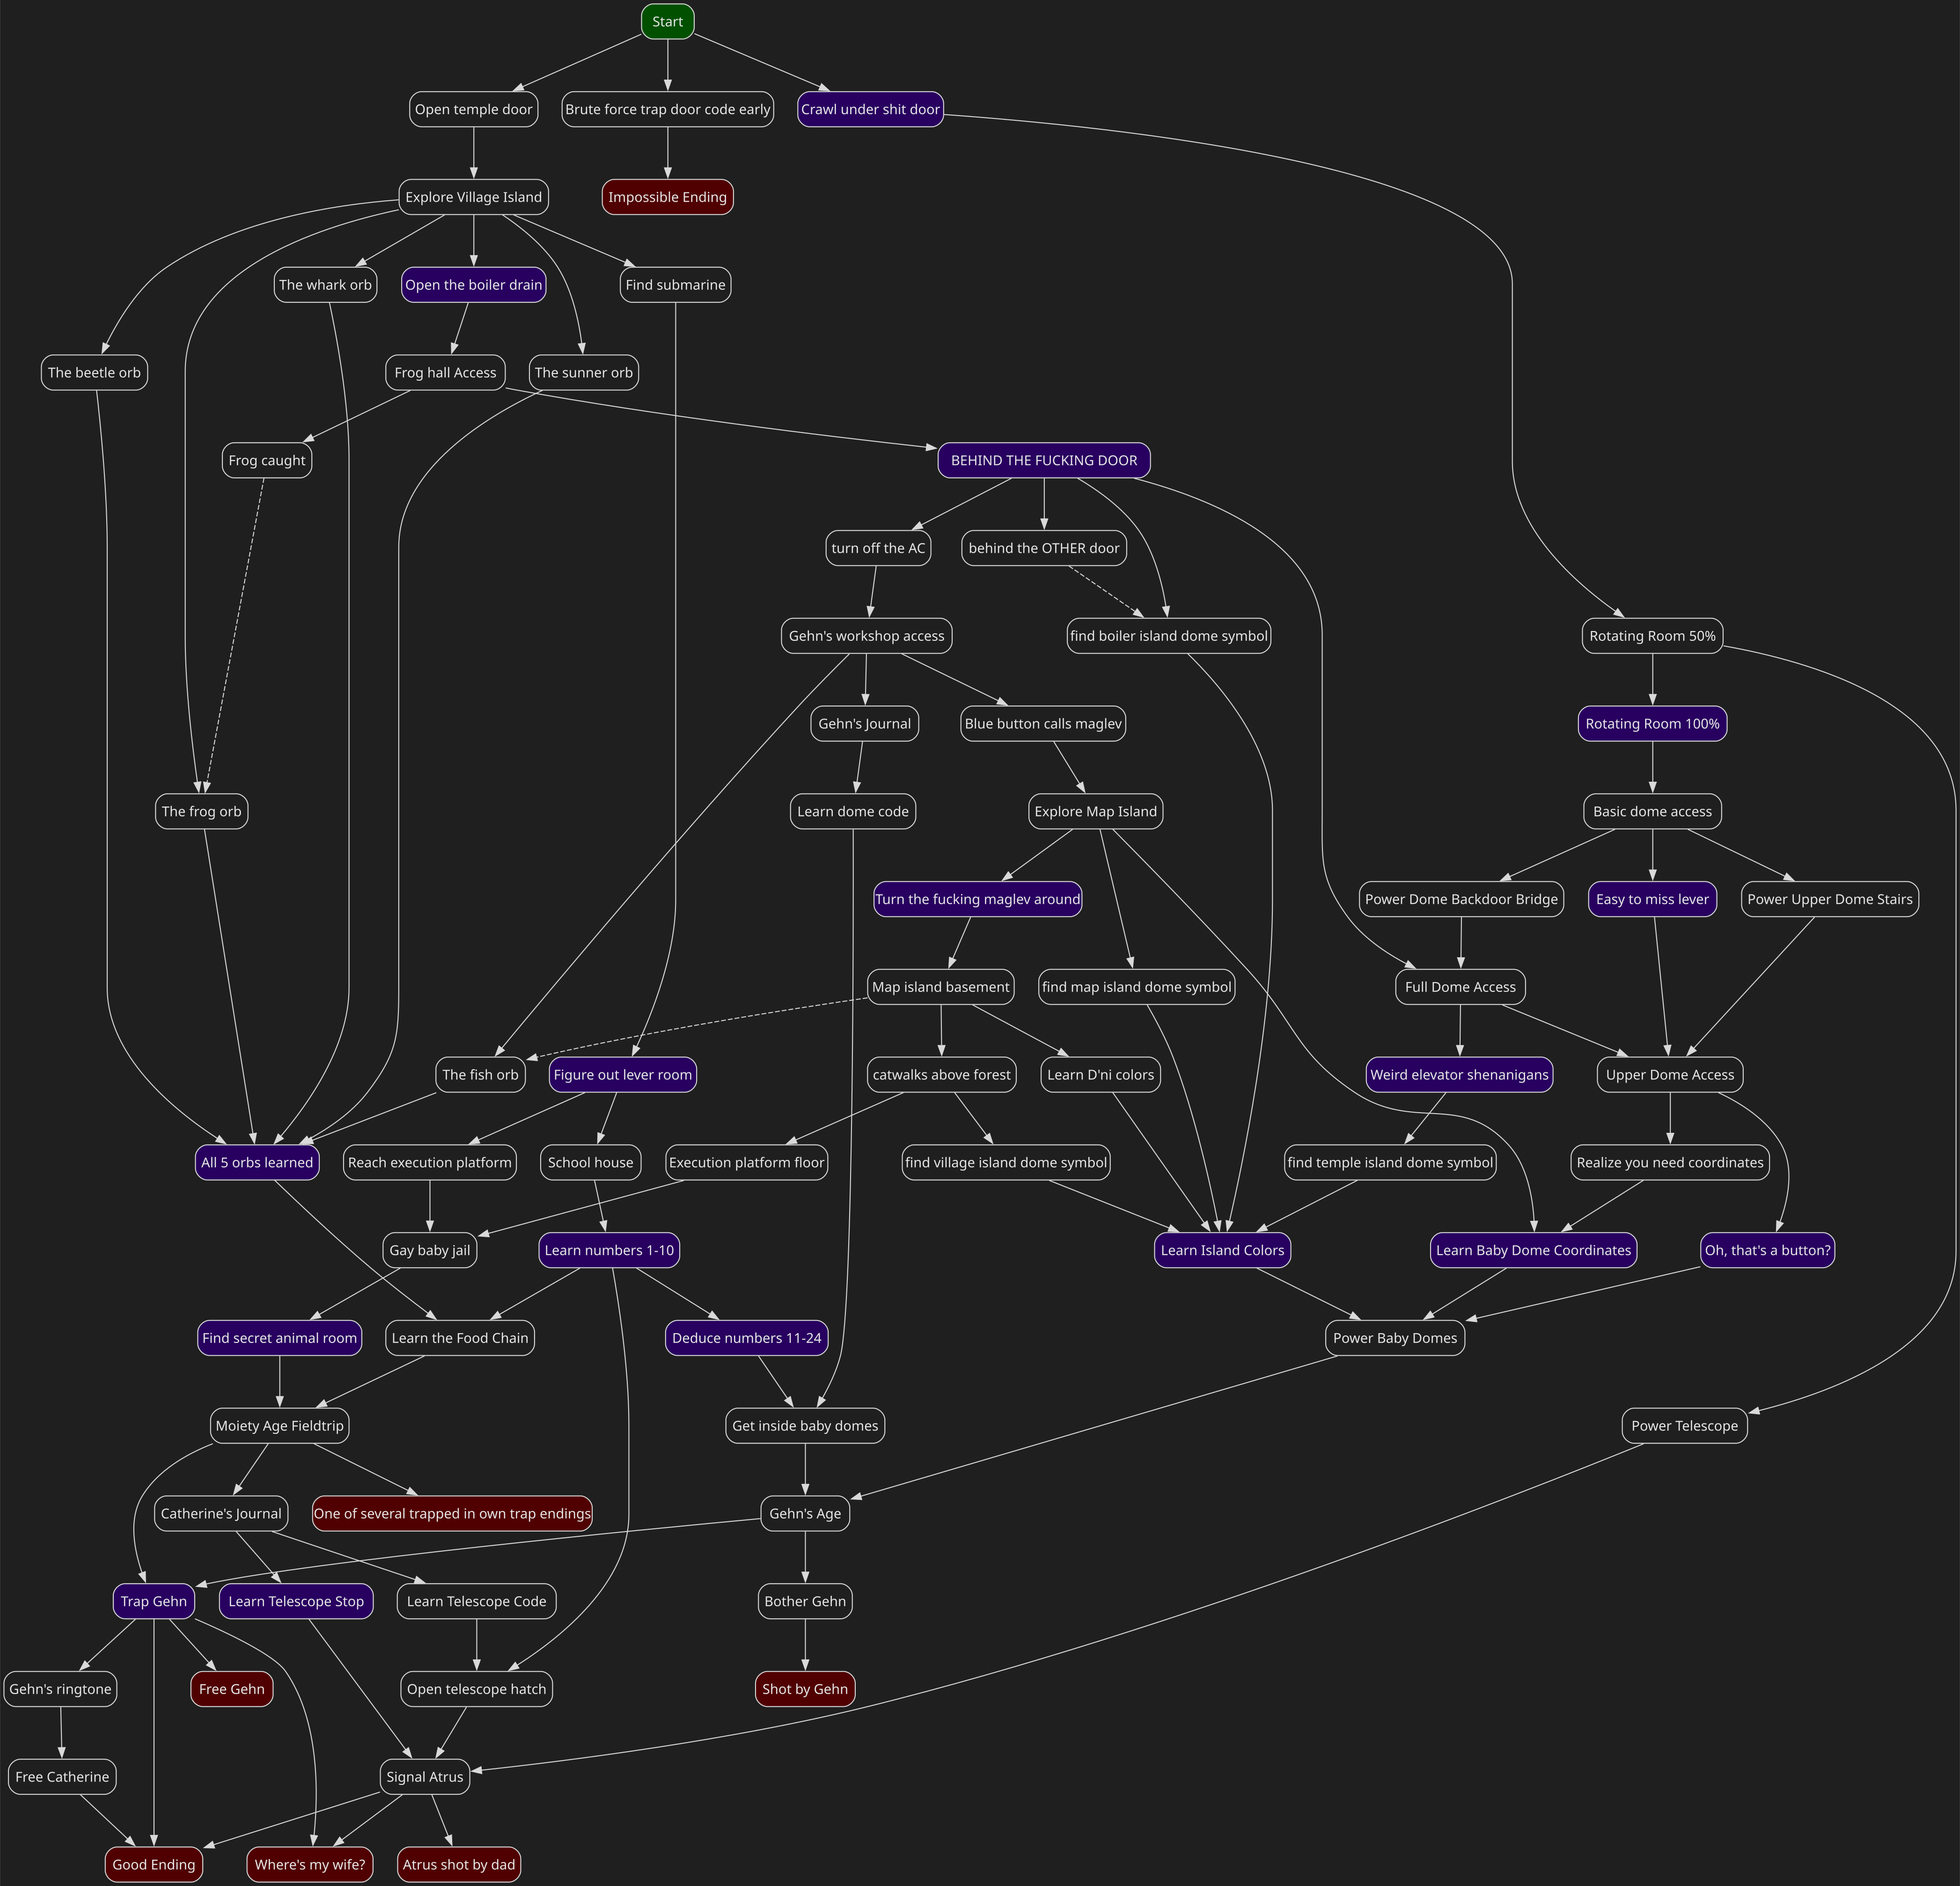 Start
Open temple door
Brute force trap door code early
Crawl under shit door
Explore Village Island
Impossible Ending
The whark orb
Open the boiler drain
Find submarine
The beetle orb
Frog hall Access
The sunner orb
Frog caught
BEHIND THE FUCKING DOOR
turn off the AC
behind the OTHER door
Gehn's workshop access
find boiler island dome symbol
Rotating Room 50%
Gehn's Journal
Blue button calls maglev
Rotating Room 100%
The frog orb
Learn dome code
Explore Map Island
Basic dome access
Turn the fucking maglev around
Power Dome Backdoor Bridge
Easy to miss lever
Power Upper Dome Stairs
Map island basement
find map island dome symbol
Full Dome Access
The fish orb
Figure out lever room
catwalks above forest
Learn D'ni colors
Weird elevator shenanigans
Upper Dome Access
All 5 orbs learned
Reach execution platform
School house
Execution platform floor
find village island dome symbol
find temple island dome symbol
Realize you need coordinates
Gay baby jail
Learn numbers 1-10
Learn Island Colors
Learn Baby Dome Coordinates
Oh, that's a button?
Find secret animal room
Learn the Food Chain
Deduce numbers 11-24
Power Baby Domes
Moiety Age Fieldtrip
Get inside baby domes
Power Telescope
Catherine's Journal
One of several trapped in own trap endings
Gehn's Age
Trap Gehn
Learn Telescope Stop
Learn Telescope Code
Bother Gehn
Gehn's ringtone
Free Gehn
Open telescope hatch
Shot by Gehn
Free Catherine
Signal Atrus
Good Ending
Where's my wife?
Atrus shot by dad